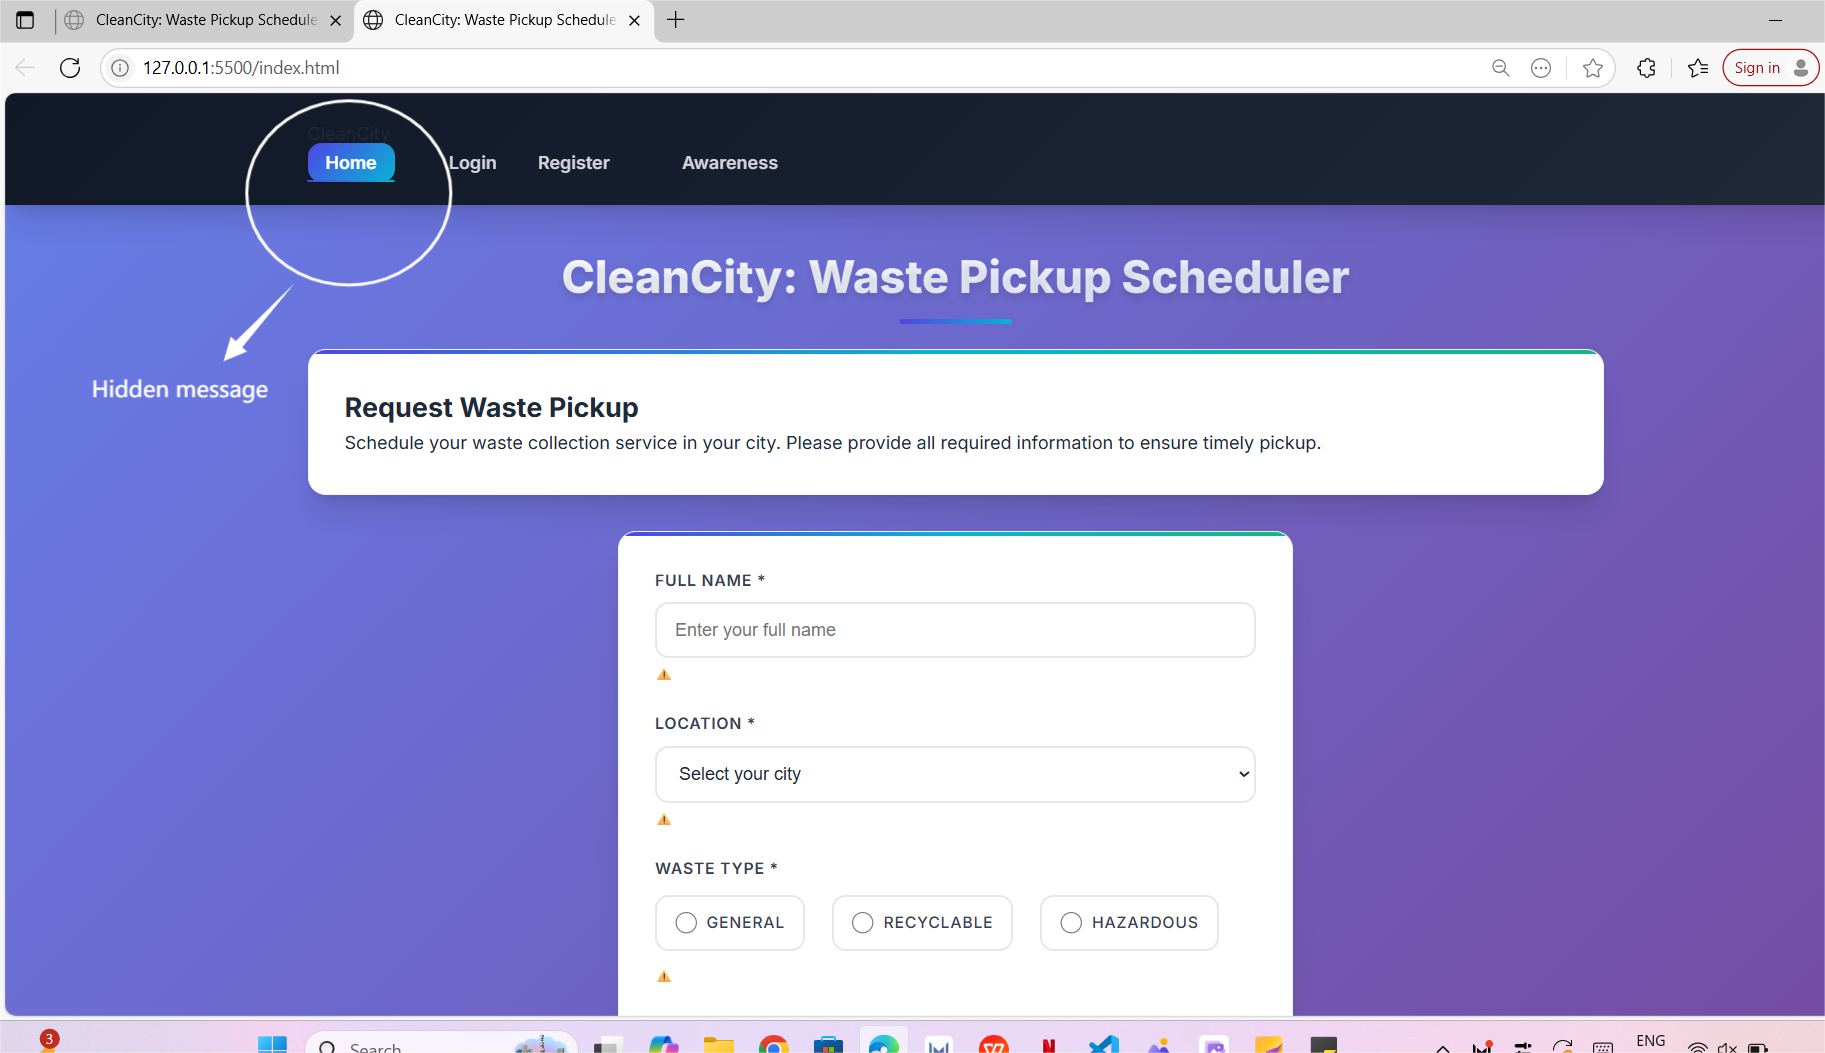 CleanCity: Waste Pickup Schedule
CleanCity: Waste Pickup Schedule
127.0.0.1:5500/index.html
Sign in
CleanCity
Home
Login
Register
Awareness
CleanCity: Waste Pickup Scheduler
Hidden message
Request Waste Pickup
Schedule your waste collection service in your city. Please provide all required information to ensure timely pickup.
FULL NAME *
Enter your full name
LOCATION *
Select your city
WASTE TYPE *
GENERAL
RECYCLABLE
HAZARDOUS
3
Search
ENG